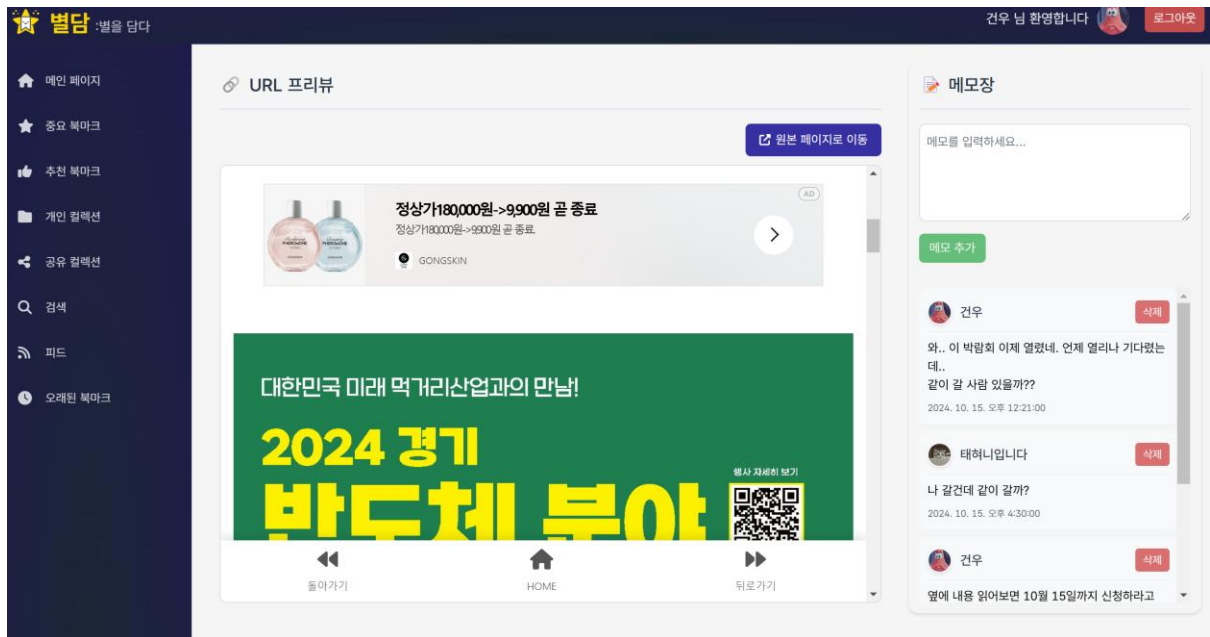 별담 :별을 담다
건우 님 환영합니다
로그아웃
메인 페이지
중요 북마크
추천 북마크
개인 컬렉션
공유 컬렉션
검색
피드
오래된 북마크
URL 프리뷰
원본 페이지로 이동
AD
정상가180,000원->9,900원 곧 종료
정상가180000원->9900원 곧 종료
GONGSKIN
대한민국 미래 먹거리산업과의 만남!
2024 경기
행사 자세히 보기
반도체 분야
돌아가기
HOME
뒤로가기
메모장
메모를 입력하세요...
메모 추가
건우
삭제
와.. 이 박람회 이제 열렸네. 언제 열리나 기다렸는
데..
같이 갈 사람 있을까??
2024. 10. 15. 오후 12:21:00
태혀니입니다
삭제
나 갈건데 같이 갈까?
2024. 10. 15. 오후 4:30:00
건우
삭제
옆에 내용 읽어보면 10월 15일까지 신청하라고